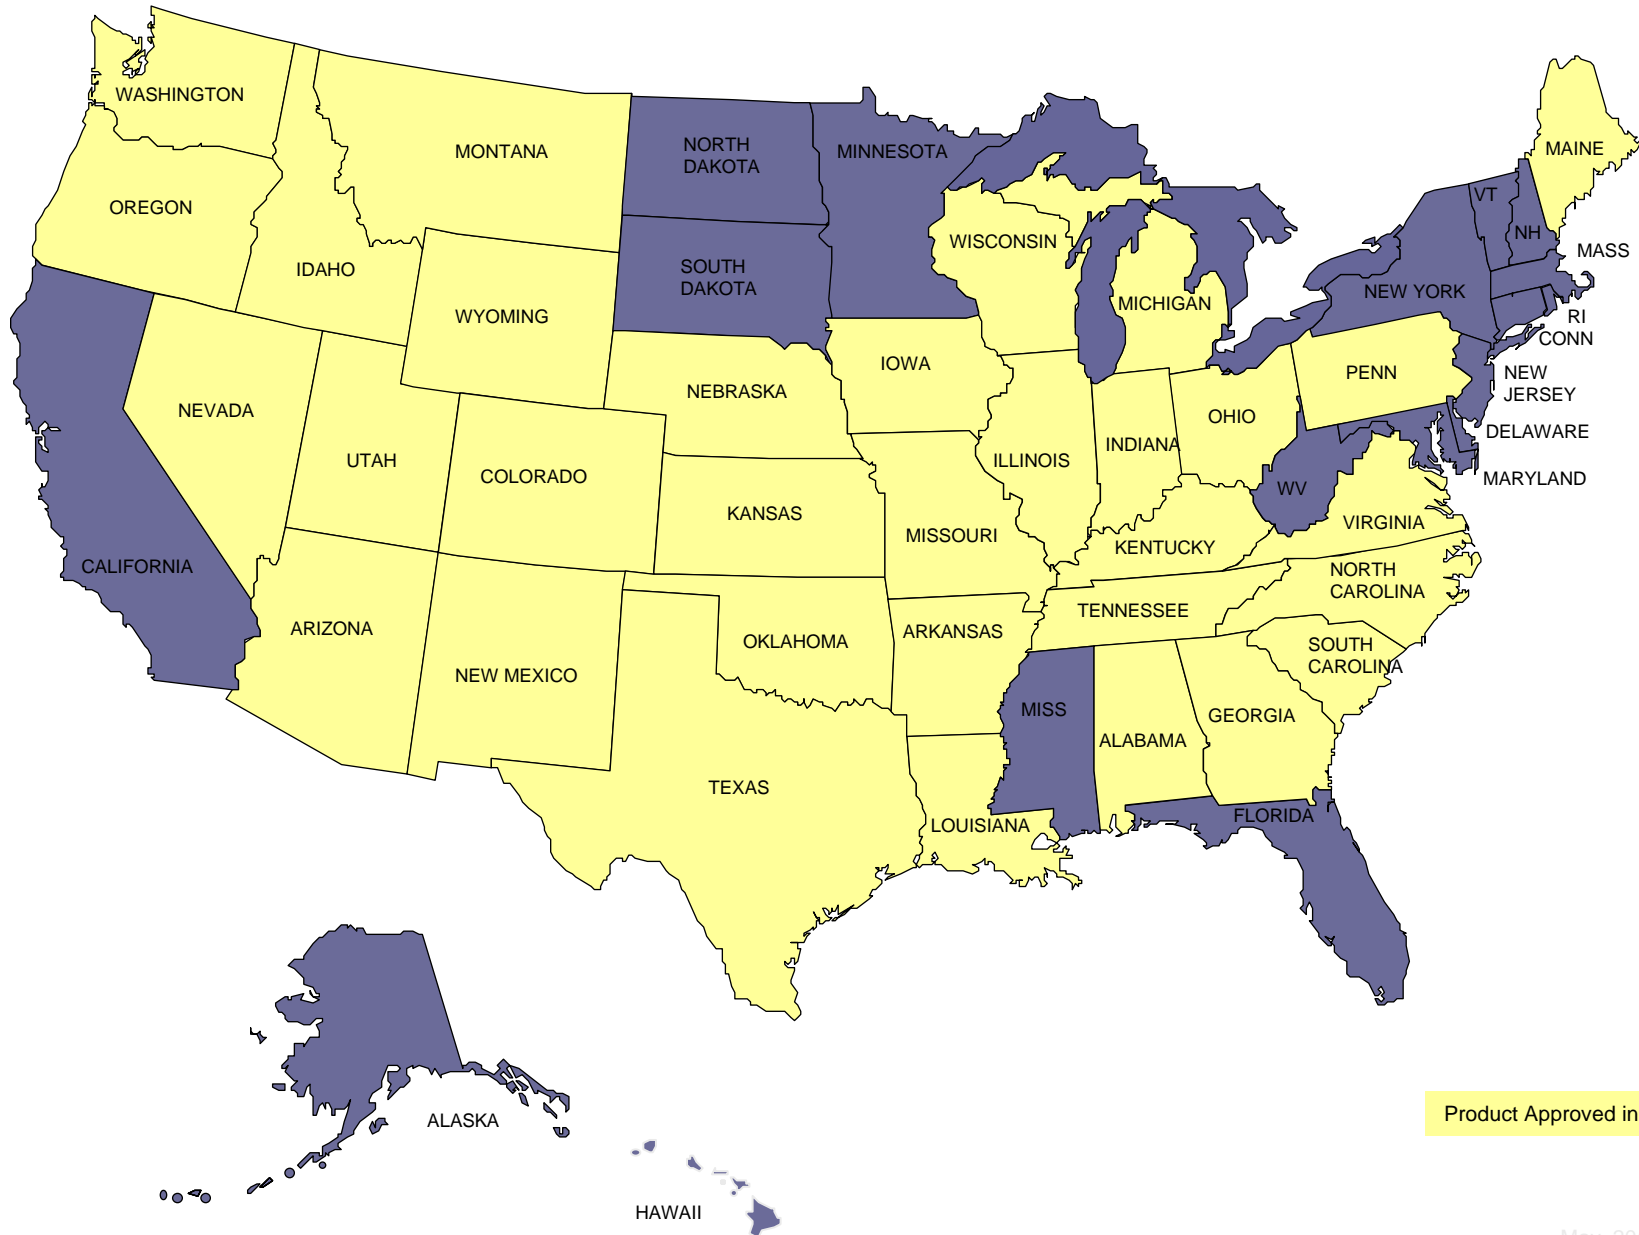 WASHINGTON
MONTANA
NORTH
DAKOTA
MINNESOTA
MAINE
VT
OREGON
NH
WISCONSIN
MASS
IDAHO
SOUTH
DAKOTA
NEW YORK
MICHIGAN
WYOMING
RI
CONN
IOWA
PENN
NEW
JERSEY
NEBRASKA
NEVADA
OHIO
DELAWARE
INDIANA
UTAH
ILLINOIS
COLORADO
MARYLAND
WV
KANSAS
VIRGINIA
MISSOURI
KENTUCKY
CALIFORNIA
NORTH
CAROLINA
TENNESSEE
ARIZONA
ARKANSAS
OKLAHOMA
SOUTH
CAROLINA
NEW MEXICO
MISS
GEORGIA
ALABAMA
TEXAS
FLORIDA
LOUISIANA
Product Approved in
ALASKA
HAWAII